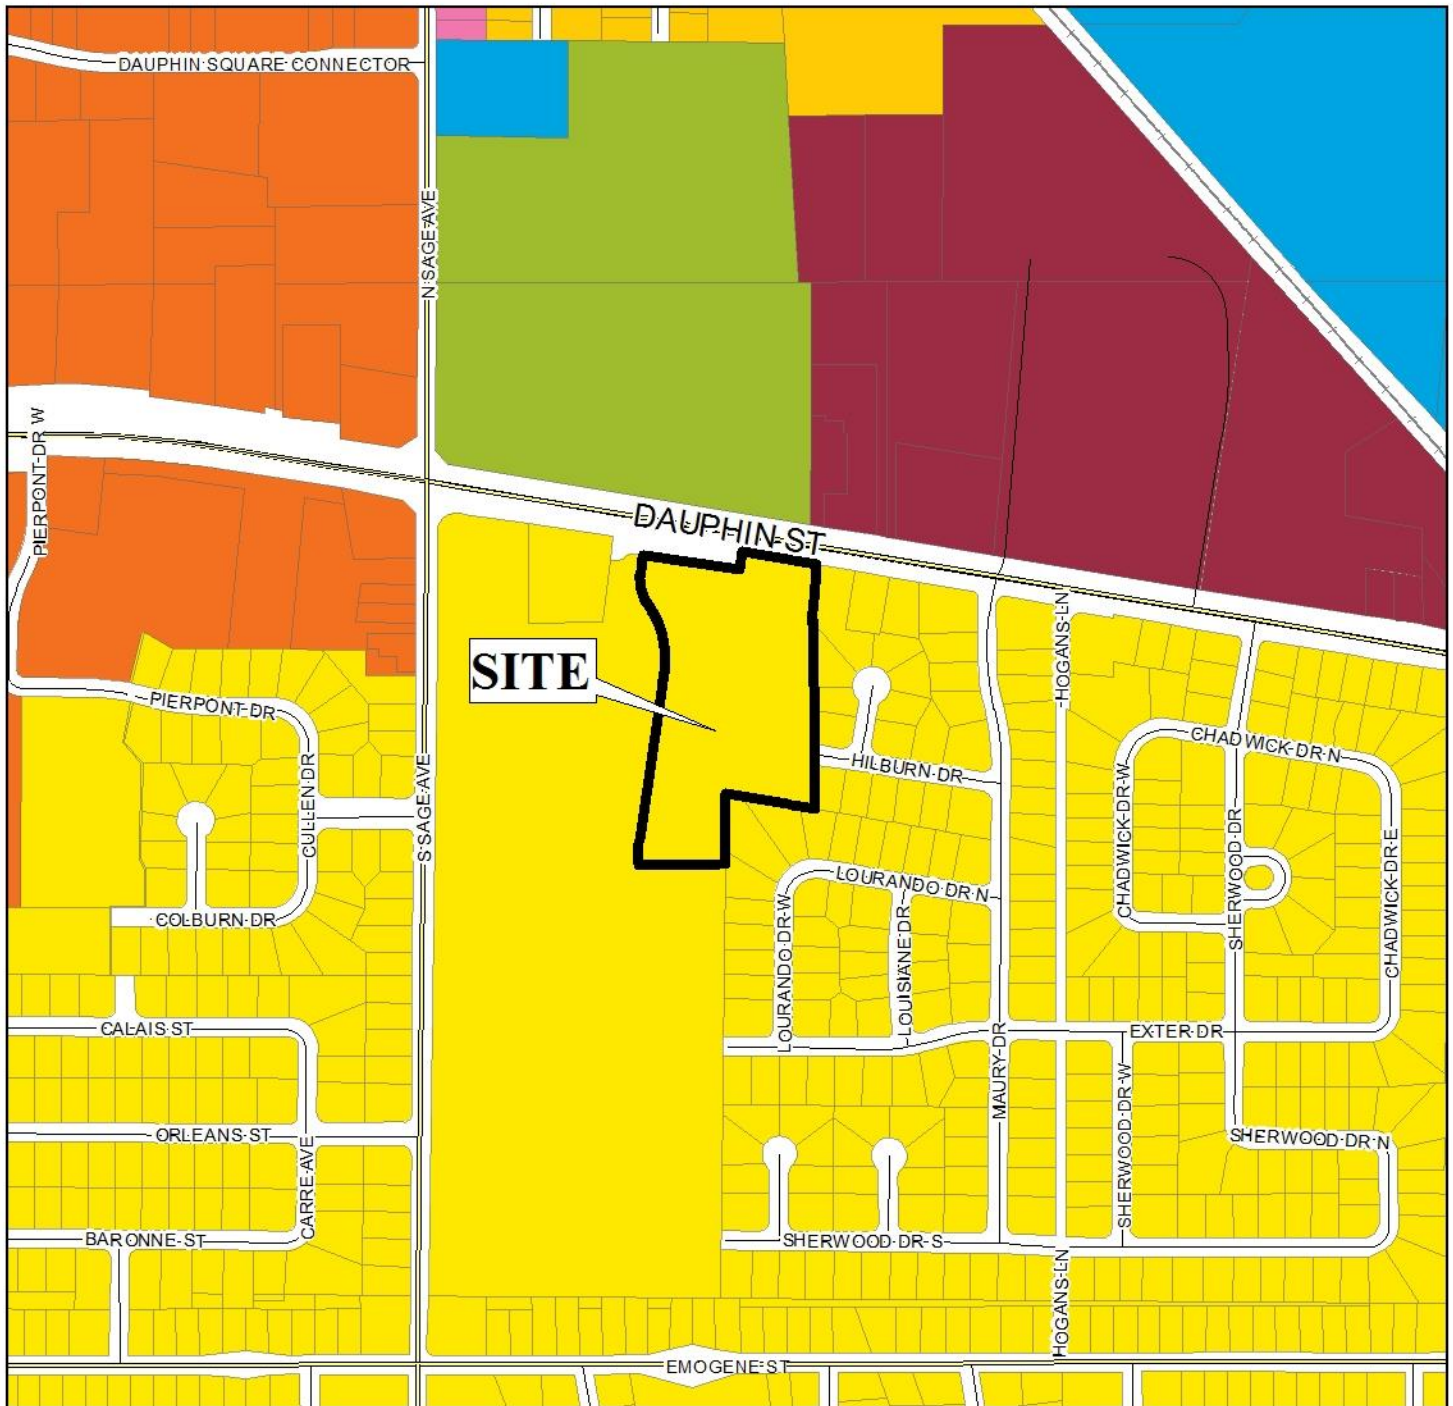 DAUPHIN SQUARE CONNECTOR
N SAGE AVE
PIERPONT DR W
DAUPHIN ST
SITE
HOGANS LN
PIERPONT DR
CULLEN DR
S SAGE AVE
HILBURN DR
CHADWICK DR N
CHADWICK DR W
SHERWOOD DR
CHADWICK DR E
COLBURN DR
LOURANDO DR N
LOURANDO DR W
LOUISIANE DR
CALAIS ST
EXTER DR
MAURY DR
SHERWOOD DR W
ORLEANS ST
SHERWOOD DR N
CARRE AVE
BARONNE ST
SHERWOOD DR S
HOGANS LN
EMOGENE ST